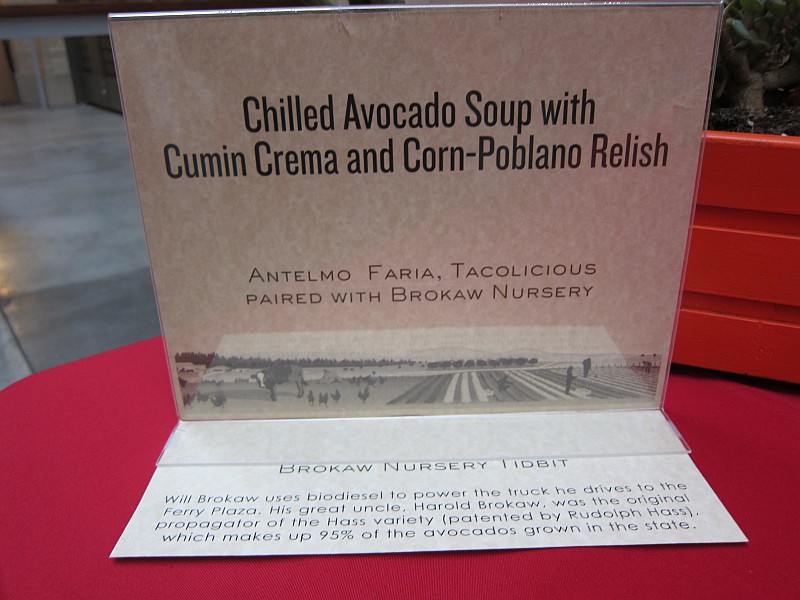 Chilled Avocado Soup with
Cumin Crema and Corn-Poblano Relish
Antelmo Faria, Tacolicious
paired with Brokaw Nursery
Brokaw Nursery Tidbit
Will Brokaw uses biodiesel to power the truck he drives to the
Ferry Plaza. His great uncle, Harold Brokaw, was the original
propagator of the Hass variety (patented by Rudolph Hass),
which makes up 95% of the avocados grown in the state.